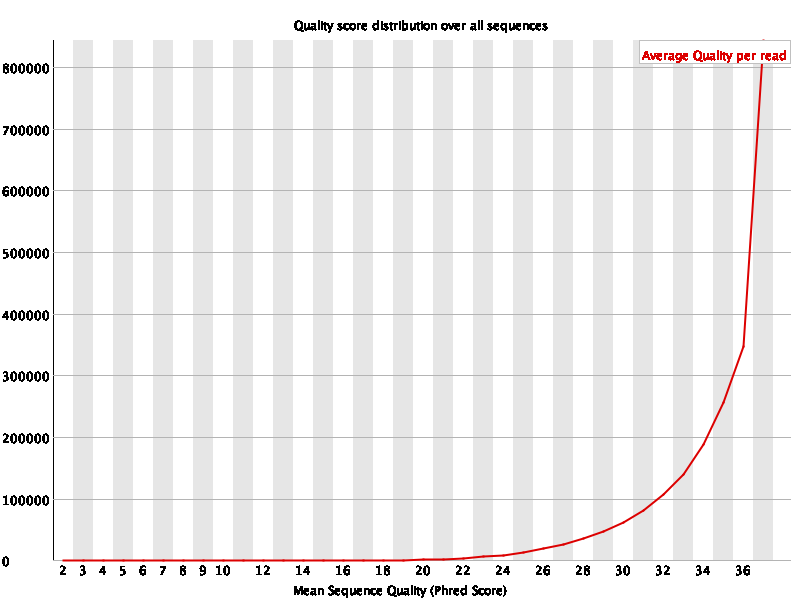 Quality score distribution over all sequences
Average Quality per read
800000
700000
600000
500000
400000
300000
200000
100000
0
2 3 4 5 6 7 8 9 10 12 14 16 18 20 22 24 26 28 30 32 34 36
Mean Sequence Quality (Phred Score)